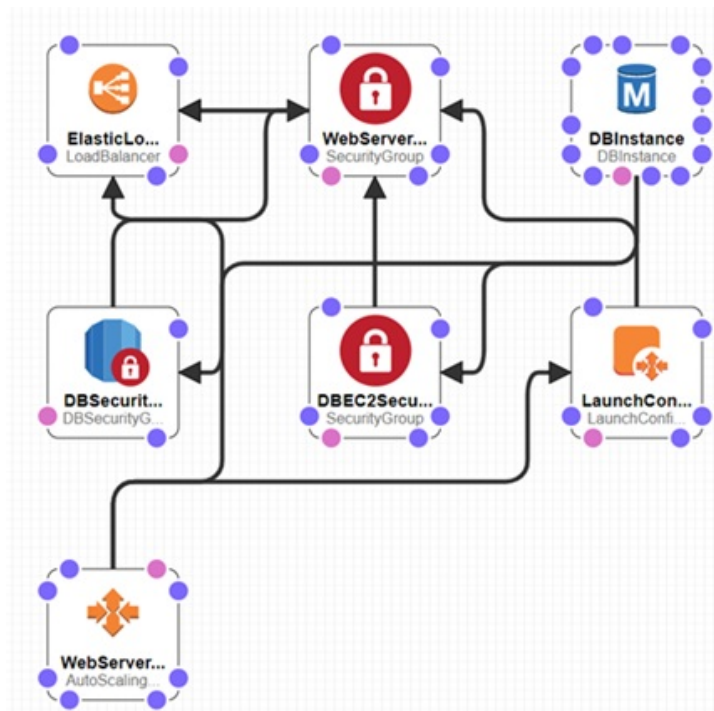 ElasticLo...
LoadBalancer
WebServer...
SecurityGroup
M
DBInstance
DBInstance
DBSecurit...
DBSecurityG...
DBEC2Secu...
SecurityGroup
LaunchCon...
LaunchConfi...
WebServer...
AutoScaling...